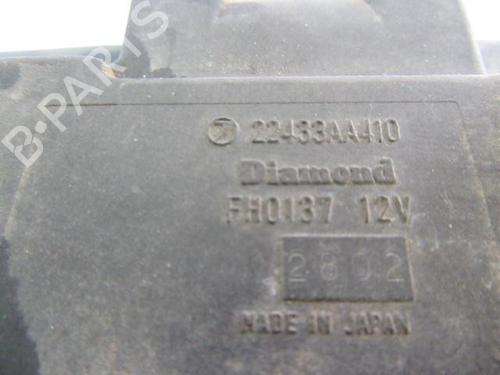 B-PARTS
22433AA410
Diamond
FH0137 12V
2802
MADE IN JAPAN